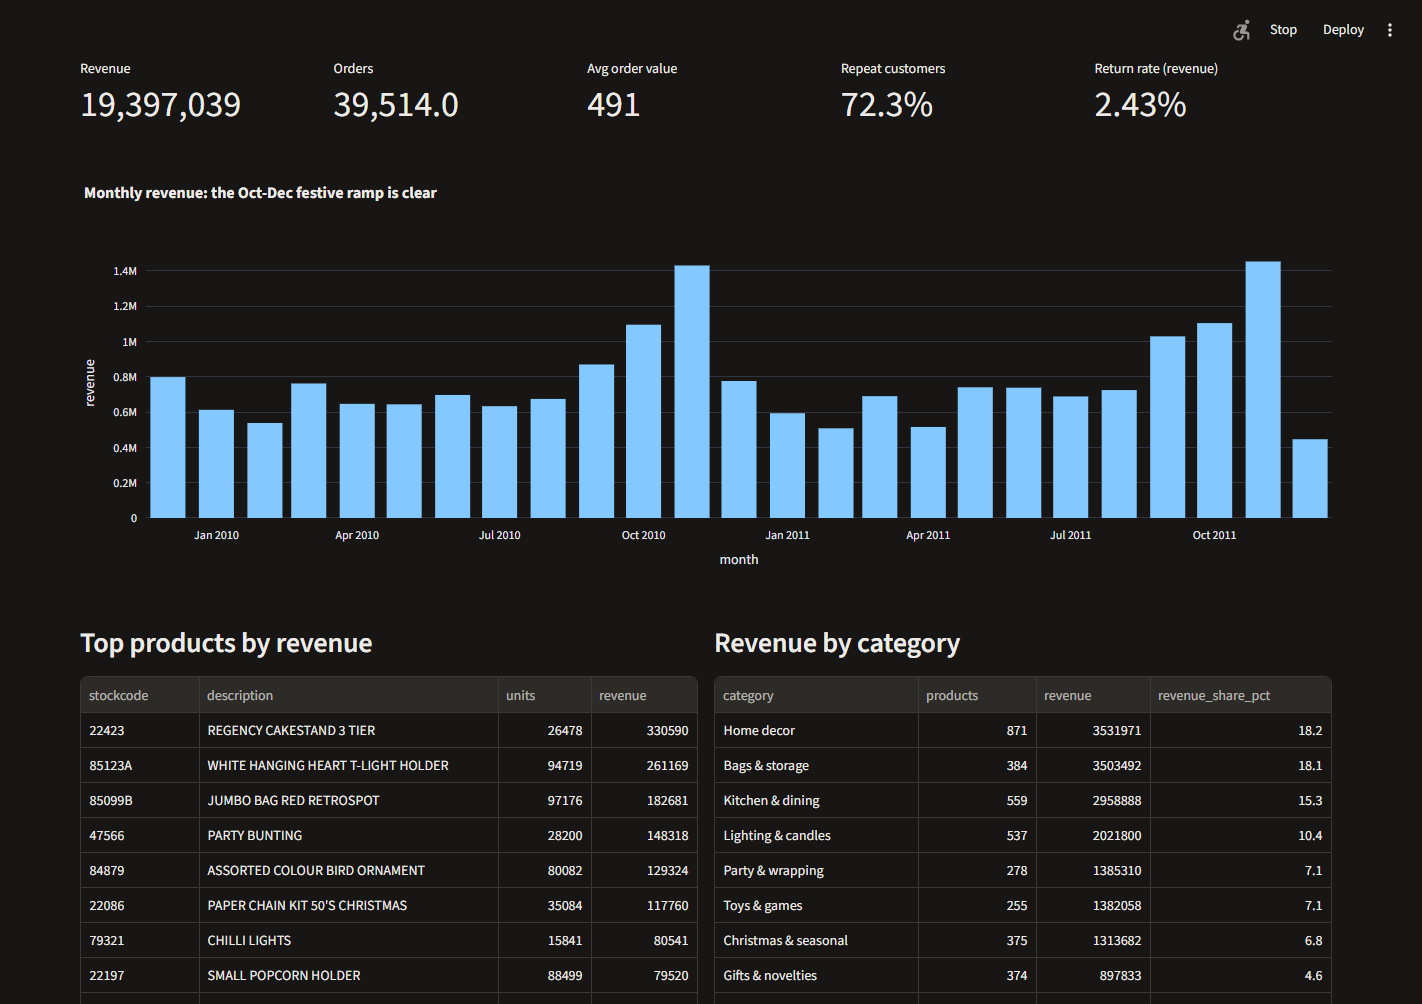 Stop Deploy
Revenue Orders Avg order value Repeat customers Return rate (revenue)
19,397,039 39,514.0 491 72.3% 2.43%
Monthly revenue: the Oct-Dec festive ramp is clear
1.4M
1.2M
1M
0.8M
0.6M
0.4M
0.2M
0
revenue
Jan 2010 Apr 2010 Jul 2010 Oct 2010 Jan 2011 Apr 2011 Jul 2011 Oct 2011
month
Top products by revenue
stockcode description units revenue
22423 REGENCY CAKESTAND 3 TIER 26478 330590
85123A WHITE HANGING HEART T-LIGHT HOLDER 94719 261169
85099B JUMBO BAG RED RETROSPOT 97176 182681
47566 PARTY BUNTING 28200 148318
84879 ASSORTED COLOUR BIRD ORNAMENT 80082 129324
22086 PAPER CHAIN KIT 50'S CHRISTMAS 35084 117760
79321 CHILLI LIGHTS 15841 80541
22197 SMALL POPCORN HOLDER 88499 79520
Revenue by category
category products revenue revenue_share_pct
Home decor 871 3531971 18.2
Bags & storage 384 3503492 18.1
Kitchen & dining 559 2958888 15.3
Lighting & candles 537 2021800 10.4
Party & wrapping 278 1385310 7.1
Toys & games 255 1382058 7.1
Christmas & seasonal 375 1313682 6.8
Gifts & novelties 374 897833 4.6